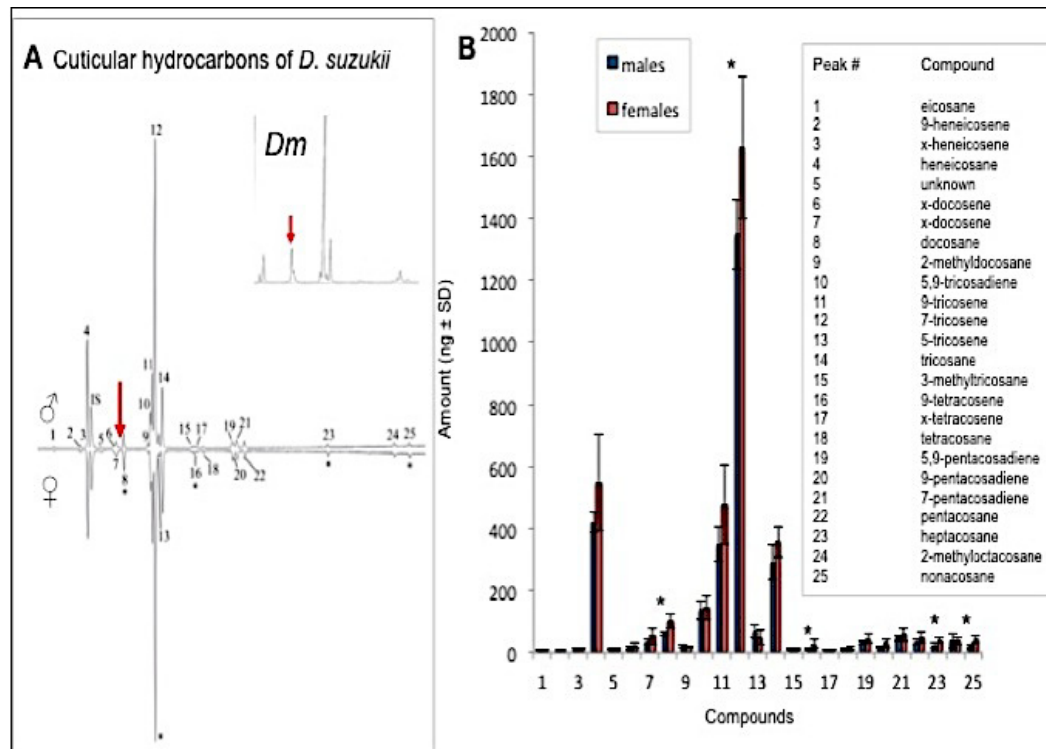 A Cuticular hydrocarbons of D. suzukii
12
Dm
4
IS
11
14
10
♂
1
2
3
5
6
9
15
17
19
21
23
24
25
♀
7
8
*
16
*
18
20
22
*
*
13
*
B
males
females
Amount (ng ± SD)
2000
1800
1600
1400
1200
1000
800
600
400
200
0
*
*
*
*
*
1 3 5 7 9 11 13 15 17 19 21 23 25
Compounds
Peak # Compound
1 eicosane
2 9-heneicosene
3 x-heneicosene
4 heneicosane
5 unknown
6 x-docosene
7 x-docosene
8 docosane
9 2-methyldocosane
10 5,9-tricosadiene
11 9-tricosene
12 7-tricosene
13 5-tricosene
14 tricosane
15 3-methyltricosane
16 9-tetracosene
17 x-tetracosene
18 tetracosane
19 5,9-pentacosadiene
20 9-pentacosadiene
21 7-pentacosadiene
22 pentacosane
23 heptacosane
24 2-methyloctacosane
25 nonacosane